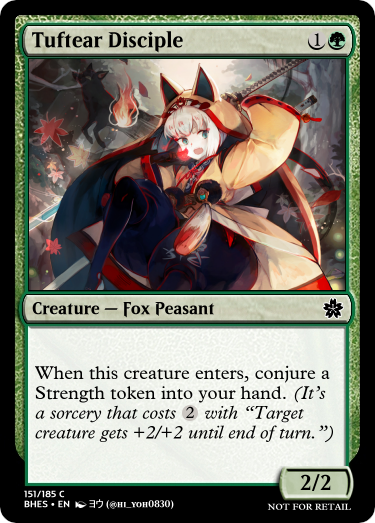 Tuftear Disciple 1
Creature — Fox Peasant
When this creature enters, conjure a
Strength token into your hand. (It's
a sorcery that costs 2 with “Target
creature gets +2/+2 until end of turn.”)
2/2
151/185 C
BHES • EN ヨウ (@HI_YOH0830)
NOT FOR RETAIL